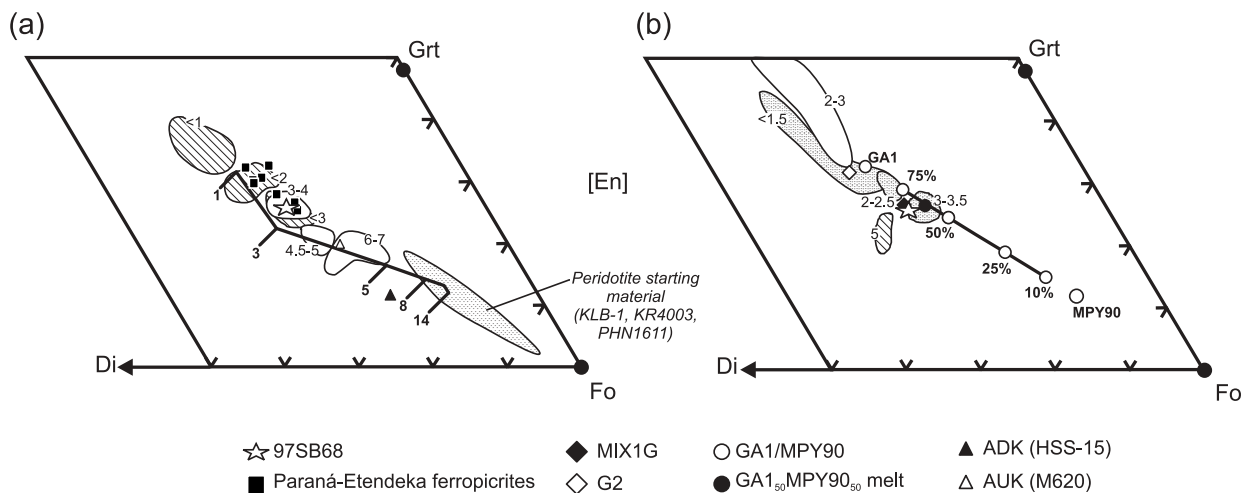 (a)
Grt
<1
<2
3-4
1
<3
3
4.5-5
6-7
5
8
14
Peridotite starting
material
(KLB-1, KR4003,
PHN1611)
Di
Fo
[En]
(b)
Grt
2-3
<1.5
GA1
75%
2-2.5
3-3.5
50%
5
25%
10%
MPY90
Di
Fo
97SB68
Paraná-Etendeka ferropicrites
MIX1G
G2
GA1/MPY90
GA1₅₀MPY90₅₀ melt
ADK (HSS-15)
AUK (M620)